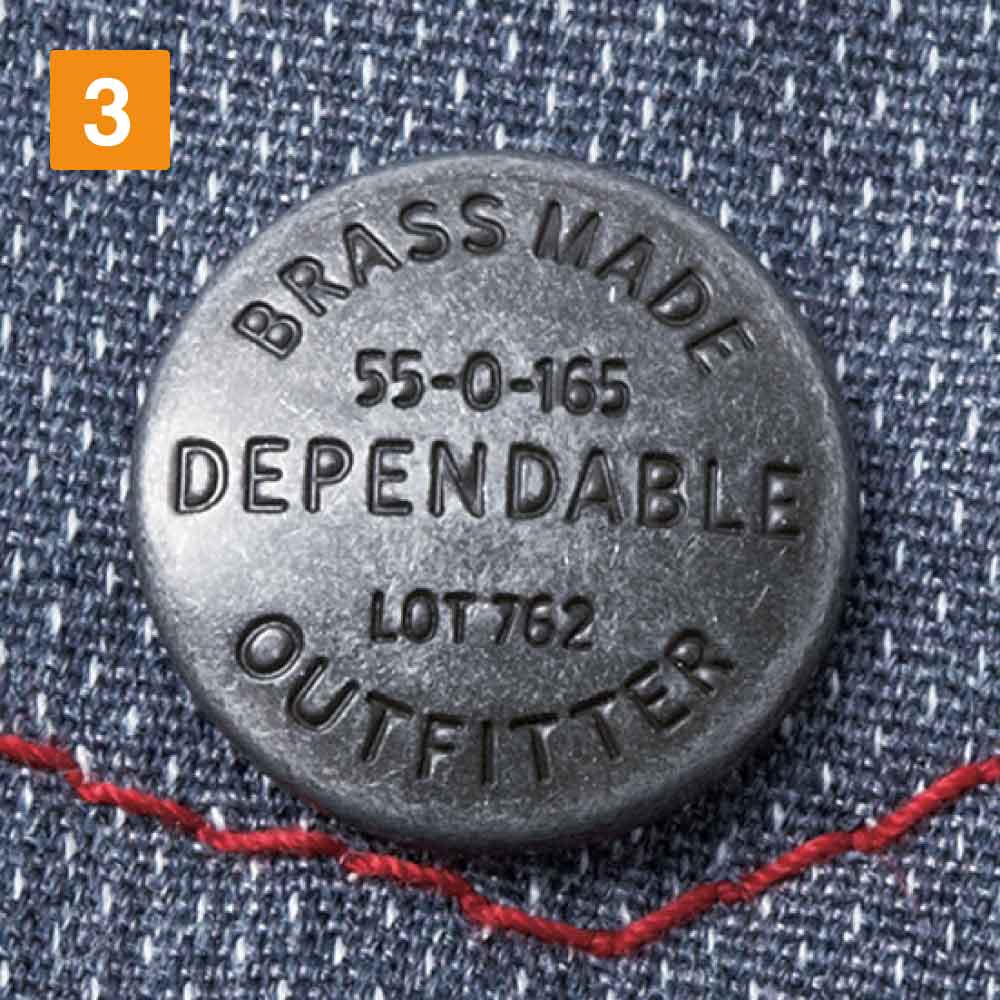 3
BRASS MADE
55-0-165
DEPENDABLE
LOT 762
OUTFITTER